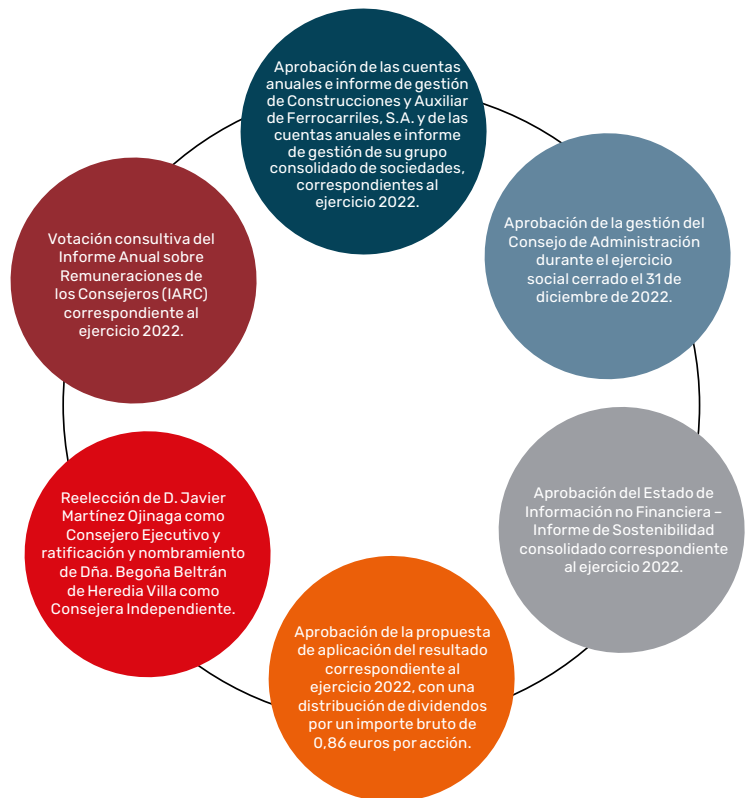 Aprobación de las cuentas
anuales e informe de gestión
de Construcciones y Auxiliar
de Ferrocarriles, S.A. y de las
cuentas anuales e informe
de gestión de su grupo
consolidado de sociedades,
correspondientes al
ejercicio 2022.
Aprobación de la gestión del
Consejo de Administración
durante el ejercicio
social cerrado el 31 de
diciembre de 2022.
Aprobación del Estado de
Información no Financiera –
Informe de Sostenibilidad
consolidado correspondiente
al ejercicio 2022.
Aprobación de la propuesta
de aplicación del resultado
correspondiente al
ejercicio 2022, con una
distribución de dividendos
por un importe bruto de
0,86 euros por acción.
Reelección de D. Javier
Martínez Ojinaga como
Consejero Ejecutivo y
ratificación y nombramiento
de Dña. Begoña Beltrán
de Heredia Villa como
Consejera Independiente.
Votación consultiva del
Informe Anual sobre
Remuneraciones de
los Consejeros (IARC)
correspondiente al
ejercicio 2022.